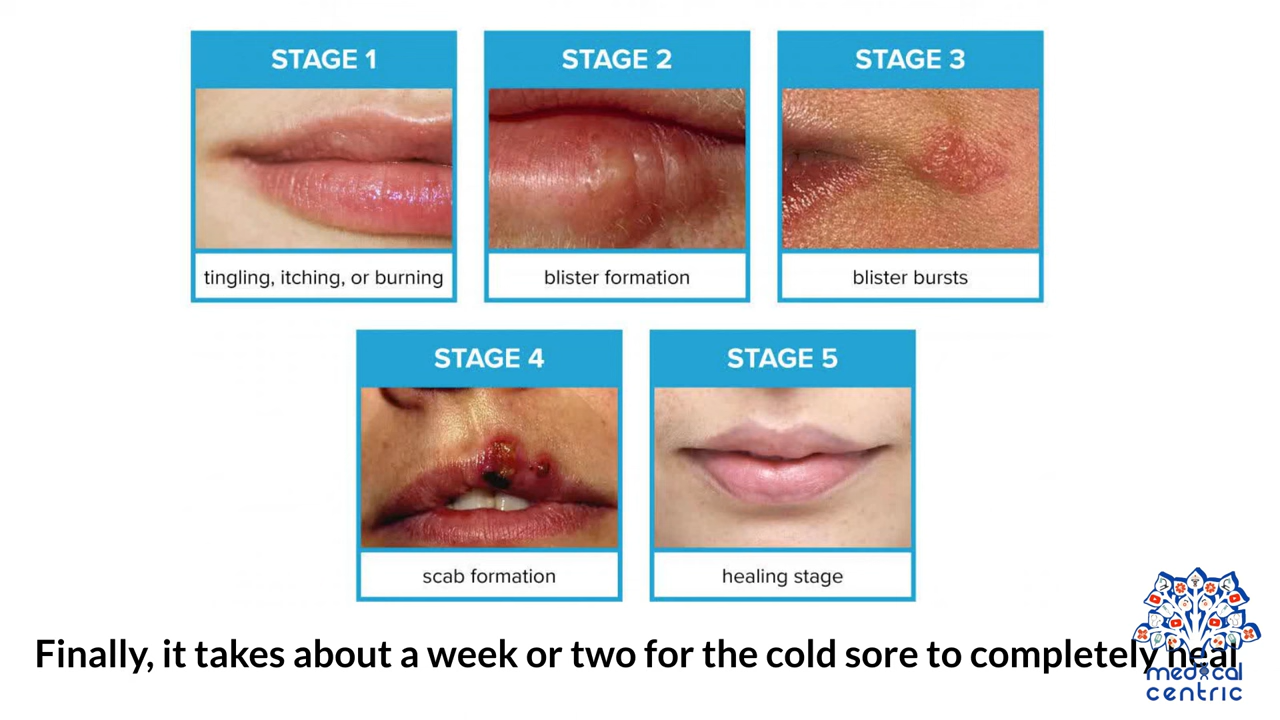 STAGE 1
tingling, itching, or burning
STAGE 2
blister formation
STAGE 3
blister bursts
STAGE 4
scab formation
STAGE 5
healing stage
Finally, it takes about a week or two for the cold sore to completely heal
medical
centric